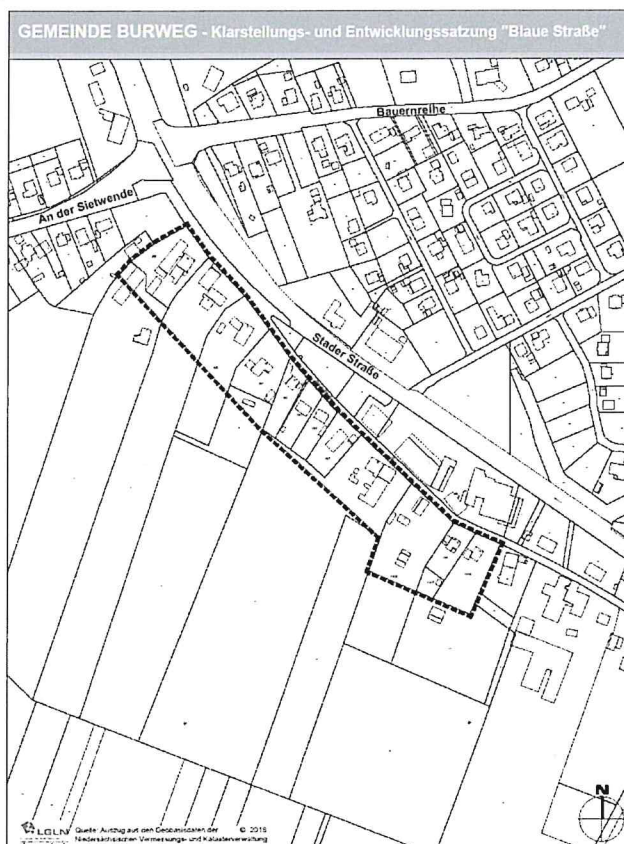 GEMEINDE BURWEG - Klarstellungs- und Entwicklungssatzung "Blaue Straße"
Bauernreihe
An der Sietwende
Stader Straße
N
LGLN
Quelle: Auszug aus den Geobasisdaten der © 2015
Niedersächsischen Vermessungs- und Katasterverwaltung